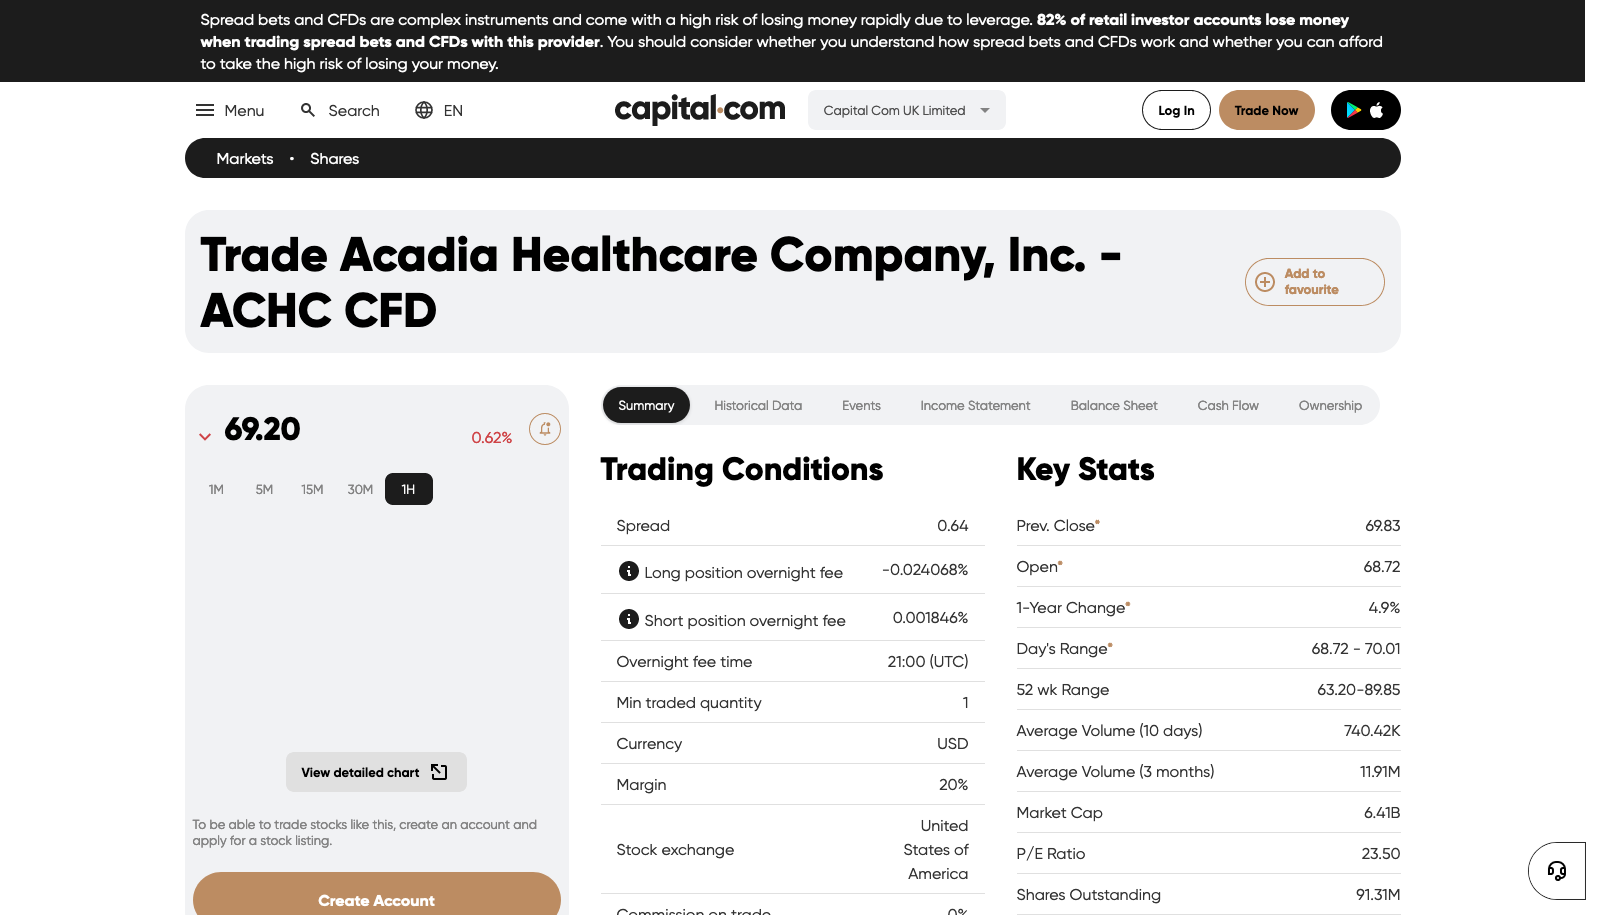 Spread bets and CFDs are complex instruments and come with a high risk of losing money rapidly due to leverage. 82% of retail investor accounts lose money
when trading spread bets and CFDs with this provider. You should consider whether you understand how spread bets and CFDs work and whether you can afford
to take the high risk of losing your money.
Menu
Search
EN
capital.com
Capital Com UK Limited
Log In
Trade Now
Markets • Shares
Trade Acadia Healthcare Company, Inc. -
ACHC CFD
Add to
favourite
69.20
0.62%
1M 5M 15M 30M 1H
View detailed chart
To be able to trade stocks like this, create an account and
apply for a stock listing.
Create Account
Summary Historical Data Events Income Statement Balance Sheet Cash Flow Ownership
Trading Conditions
Spread 0.64
Long position overnight fee -0.024068%
Short position overnight fee 0.001846%
Overnight fee time 21:00 (UTC)
Min traded quantity 1
Currency USD
Margin 20%
Stock exchange United
States of
America
Commission on trade 0%
Key Stats
Prev. Close* 69.83
Open* 68.72
1-Year Change* 4.9%
Day's Range* 68.72 - 70.01
52 wk Range 63.20-89.85
Average Volume (10 days) 740.42K
Average Volume (3 months) 11.91M
Market Cap 6.41B
P/E Ratio 23.50
Shares Outstanding 91.31M